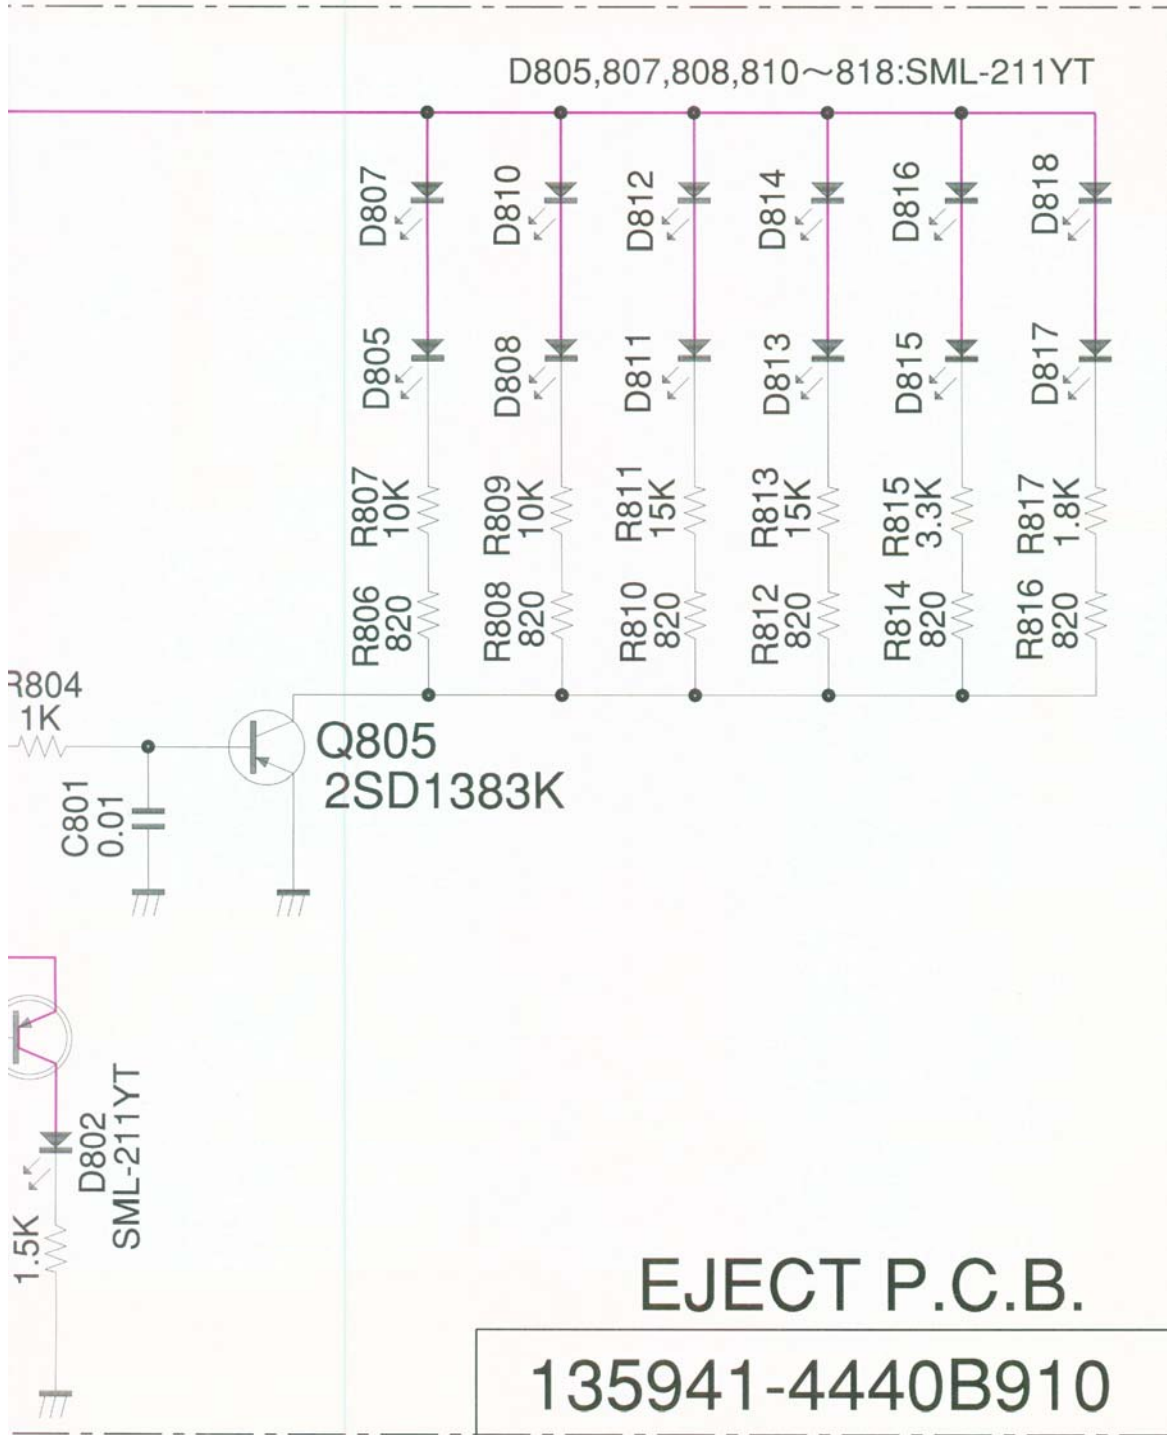 D805,807,808,810～818:SML-211YT
D807
D810
D812
D814
D816
D818
D805
D808
D811
D813
D815
D817
R807
10K
R809
10K
R811
15K
R813
15K
R815
3.3K
R817
1.8K
R806
820
R808
820
R810
820
R812
820
R814
820
R816
820
R804
1K
Q805
2SD1383K
C801
0.01
D802
SML-211YT
1.5K
EJECT P.C.B.
135941-4440B910